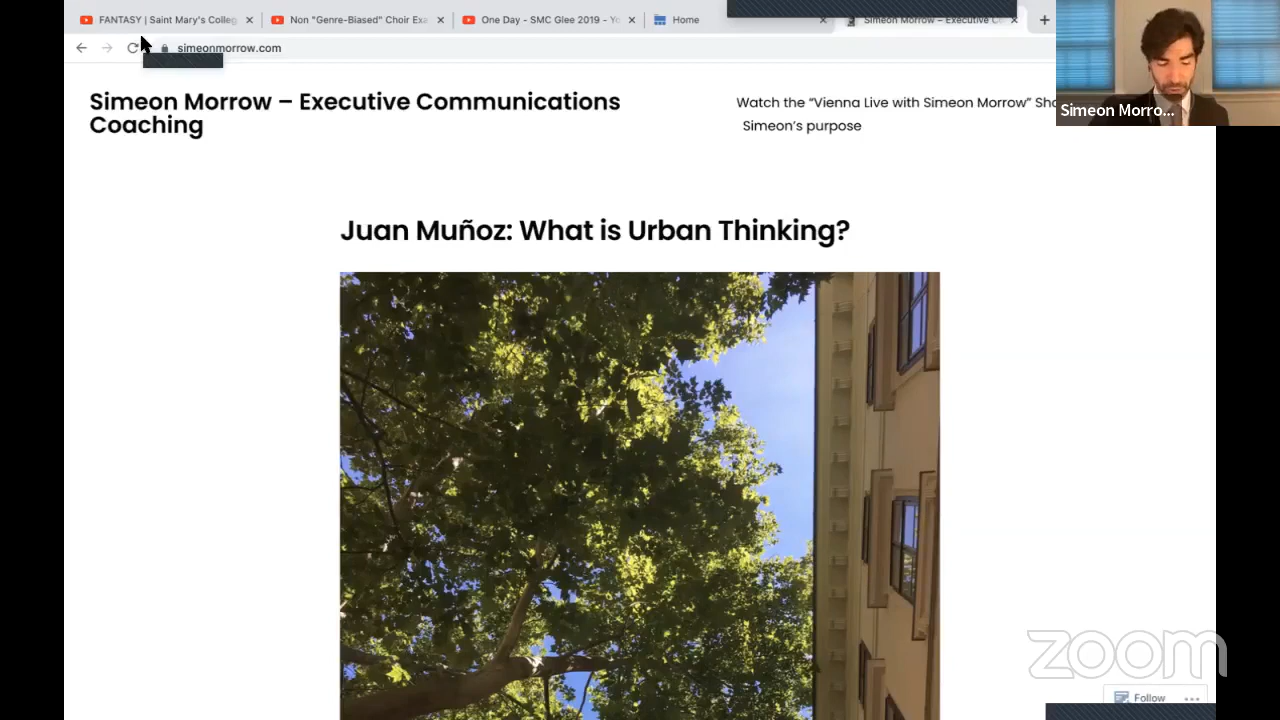 FANTASY | Saint Mary's Colleg
Non "Genre-Biased" Choir Exa
One Day - SMC Glee 2019 - Yo
Home
Simeon Morrow – Executive Co
simeonmorrow.com
Simeon Morrow – Executive Communications
Coaching
Watch the “Vienna Live with Simeon Morrow” Sho
Simeon’s purpose
Simeon Morro...
Juan Muñoz: What is Urban Thinking?
zoom
Follow